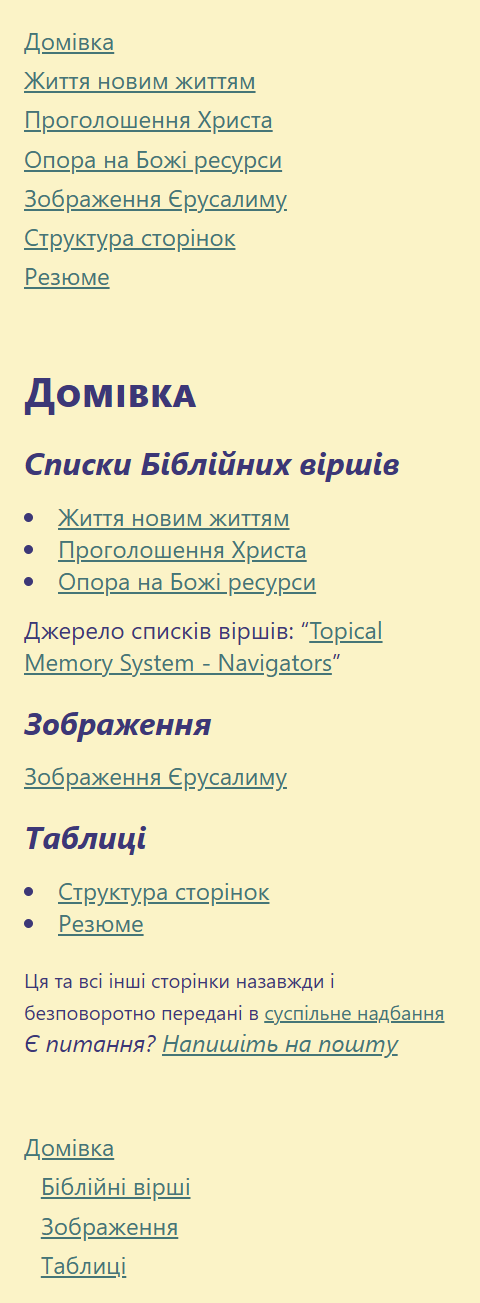 Домівка
Життя новим життям
Проголошення Христа
Опора на Божі ресурси
Зображення Єрусалиму
Структура сторінок
Резюме
Домівка
Списки Біблійних віршів
• Життя новим життям
• Проголошення Христа
• Опора на Божі ресурси
Джерело списків віршів: “Topical
Memory System - Navigators”
Зображення
Зображення Єрусалиму
Таблиці
• Структура сторінок
• Резюме
Ця та всі інші сторінки назавжди і
безповоротно передані в суспільне надбання
Є питання? Напишіть на пошту
Домівка
Біблійні вірші
Зображення
Таблиці